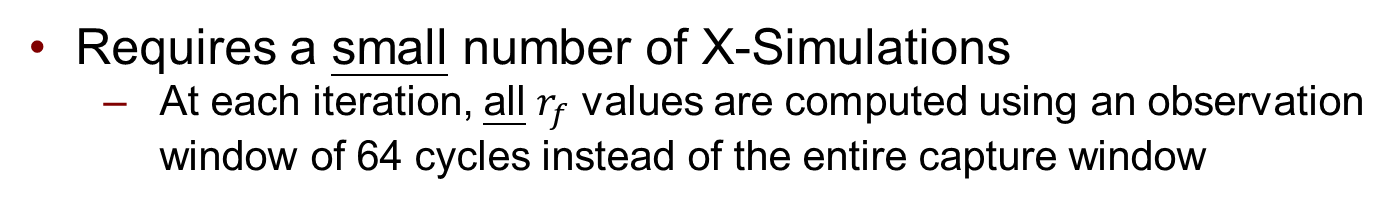 • Requires a small number of X-Simulations
– At each iteration, all r_f values are computed using an observation
window of 64 cycles instead of the entire capture window